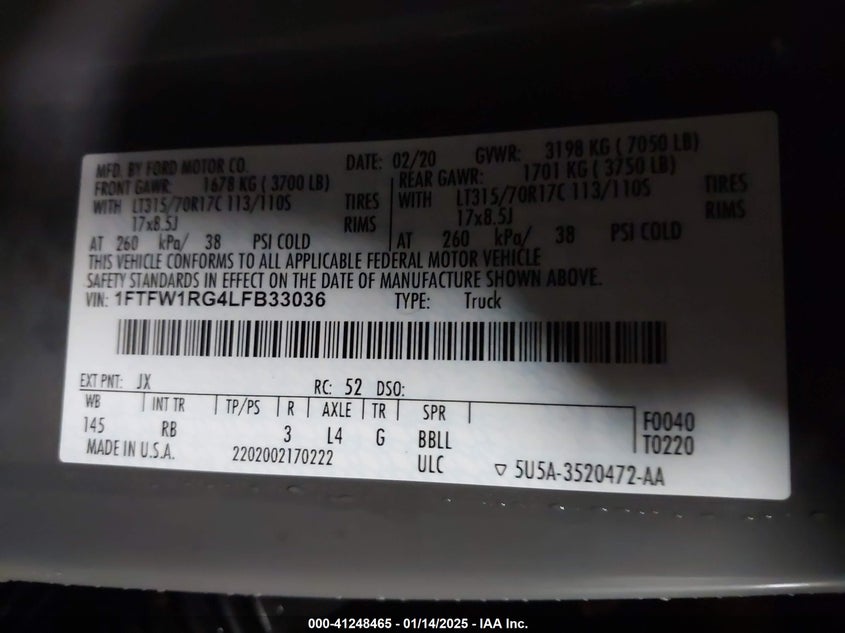 MFD. BY FORD MOTOR CO. DATE: 02/20 GVWR: 3198 KG ( 7050 LB)
FRONT GAWR: 1678 KG ( 3700 LB) REAR GAWR: 1701 KG ( 3750 LB)
WITH LT315/70R17C 113/110S TIRES WITH LT315/70R17C 113/110S TIRES
17x8.5J RIMS 17x8.5J RIMS
AT 260 kPa/ 38 PSI COLD AT 260 kPa/ 38 PSI COLD
THIS VEHICLE CONFORMS TO ALL APPLICABLE FEDERAL MOTOR VEHICLE
SAFETY STANDARDS IN EFFECT ON THE DATE OF MANUFACTURE SHOWN ABOVE.
VIN: 1FTFW1RG4LFB33036 TYPE: Truck
EXT PNT: JX RC: 52 DSO:
WB INT TR TP/PS R AXLE TR SPR F0040
145 RB 3 L4 G BBLL T0220
MADE IN U.S.A. 2202002170222 ULC ▽ 5U5A-3520472-AA
000-41248465 - 01/14/2025 - IAA Inc.